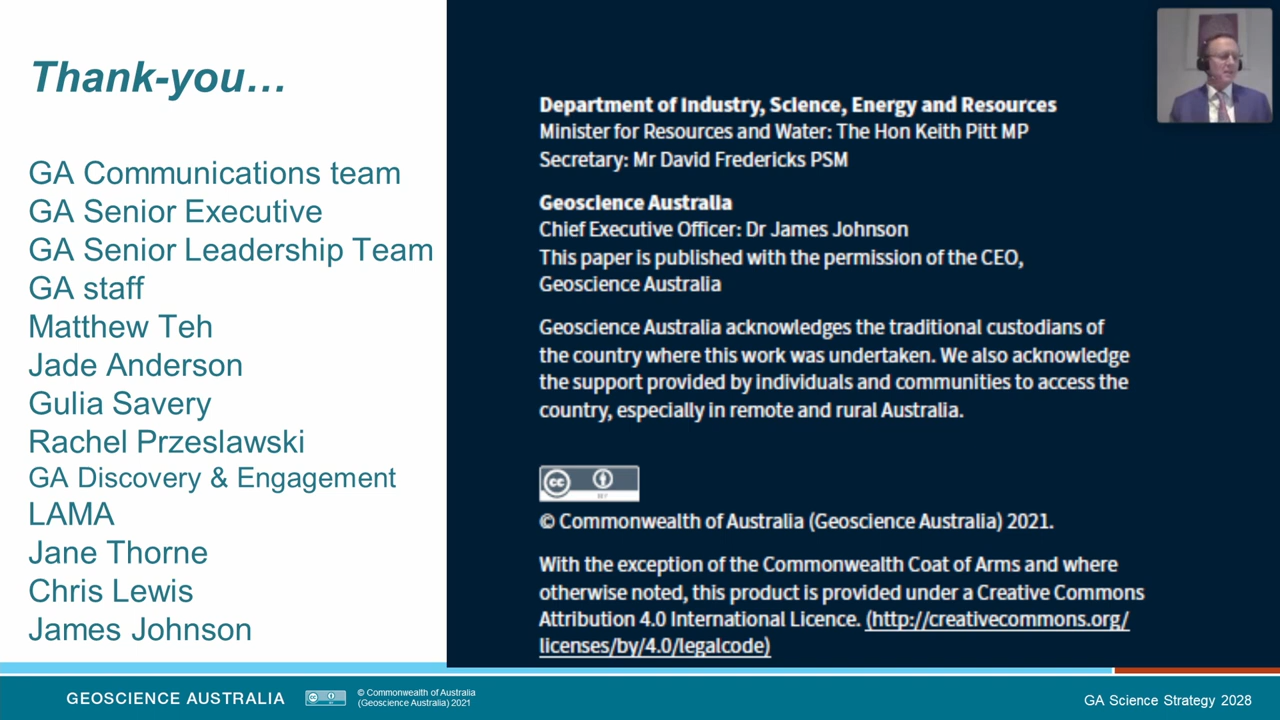 Thank-you…
GA Communications team
GA Senior Executive
GA Senior Leadership Team
GA staff
Matthew Teh
Jade Anderson
Gulia Savery
Rachel Przeslawski
GA Discovery & Engagement
LAMA
Jane Thorne
Chris Lewis
James Johnson
Department of Industry, Science, Energy and Resources
Minister for Resources and Water: The Hon Keith Pitt MP
Secretary: Mr David Fredericks PSM
Geoscience Australia
Chief Executive Officer: Dr James Johnson
This paper is published with the permission of the CEO,
Geoscience Australia
Geoscience Australia acknowledges the traditional custodians of
the country where this work was undertaken. We also acknowledge
the support provided by individuals and communities to access the
country, especially in remote and rural Australia.
cc
BY
© Commonwealth of Australia (Geoscience Australia) 2021.
With the exception of the Commonwealth Coat of Arms and where
otherwise noted, this product is provided under a Creative Commons
Attribution 4.0 International Licence. (http://creativecommons.org/
licenses/by/4.0/legalcode)
GEOSCIENCE AUSTRALIA
cc
© Commonwealth of Australia
(Geoscience Australia) 2021
GA Science Strategy 2028